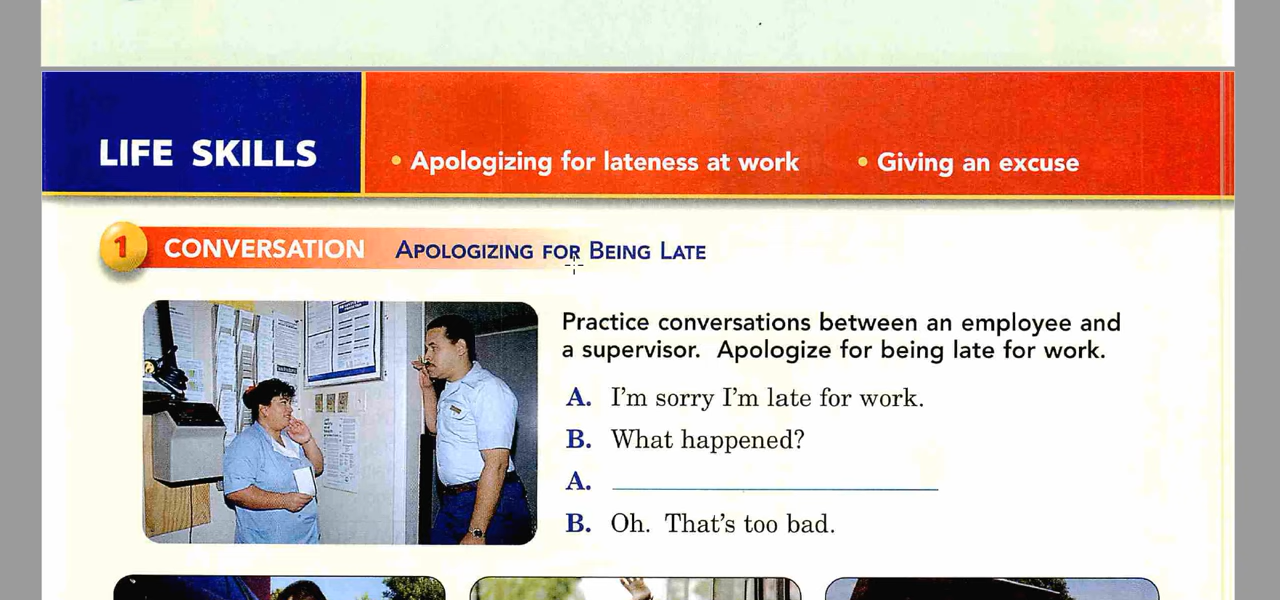 LIFE SKILLS
• Apologizing for lateness at work • Giving an excuse
1 CONVERSATION APOLOGIZING FOR BEING LATE
Practice conversations between an employee and
a supervisor. Apologize for being late for work.
A. I'm sorry I'm late for work.
B. What happened?
A. ____________________
B. Oh. That's too bad.